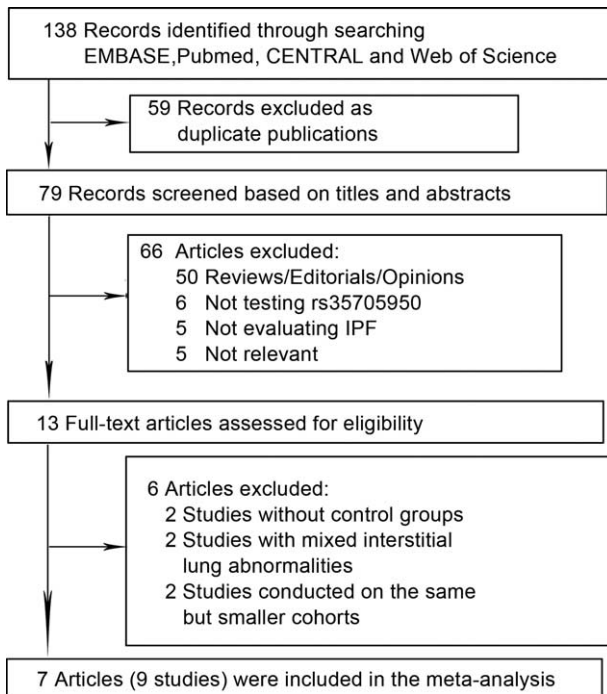 138 Records identified through searching
EMBASE,Pubmed, CENTRAL and Web of Science
59 Records excluded as
duplicate publications
79 Records screened based on titles and abstracts
66 Articles excluded:
50 Reviews/Editorials/Opinions
6 Not testing rs35705950
5 Not evaluating IPF
5 Not relevant
13 Full-text articles assessed for eligibility
6 Articles excluded:
2 Studies without control groups
2 Studies with mixed interstitial
lung abnormalities
2 Studies conducted on the same
but smaller cohorts
7 Articles (9 studies) were included in the meta-analysis